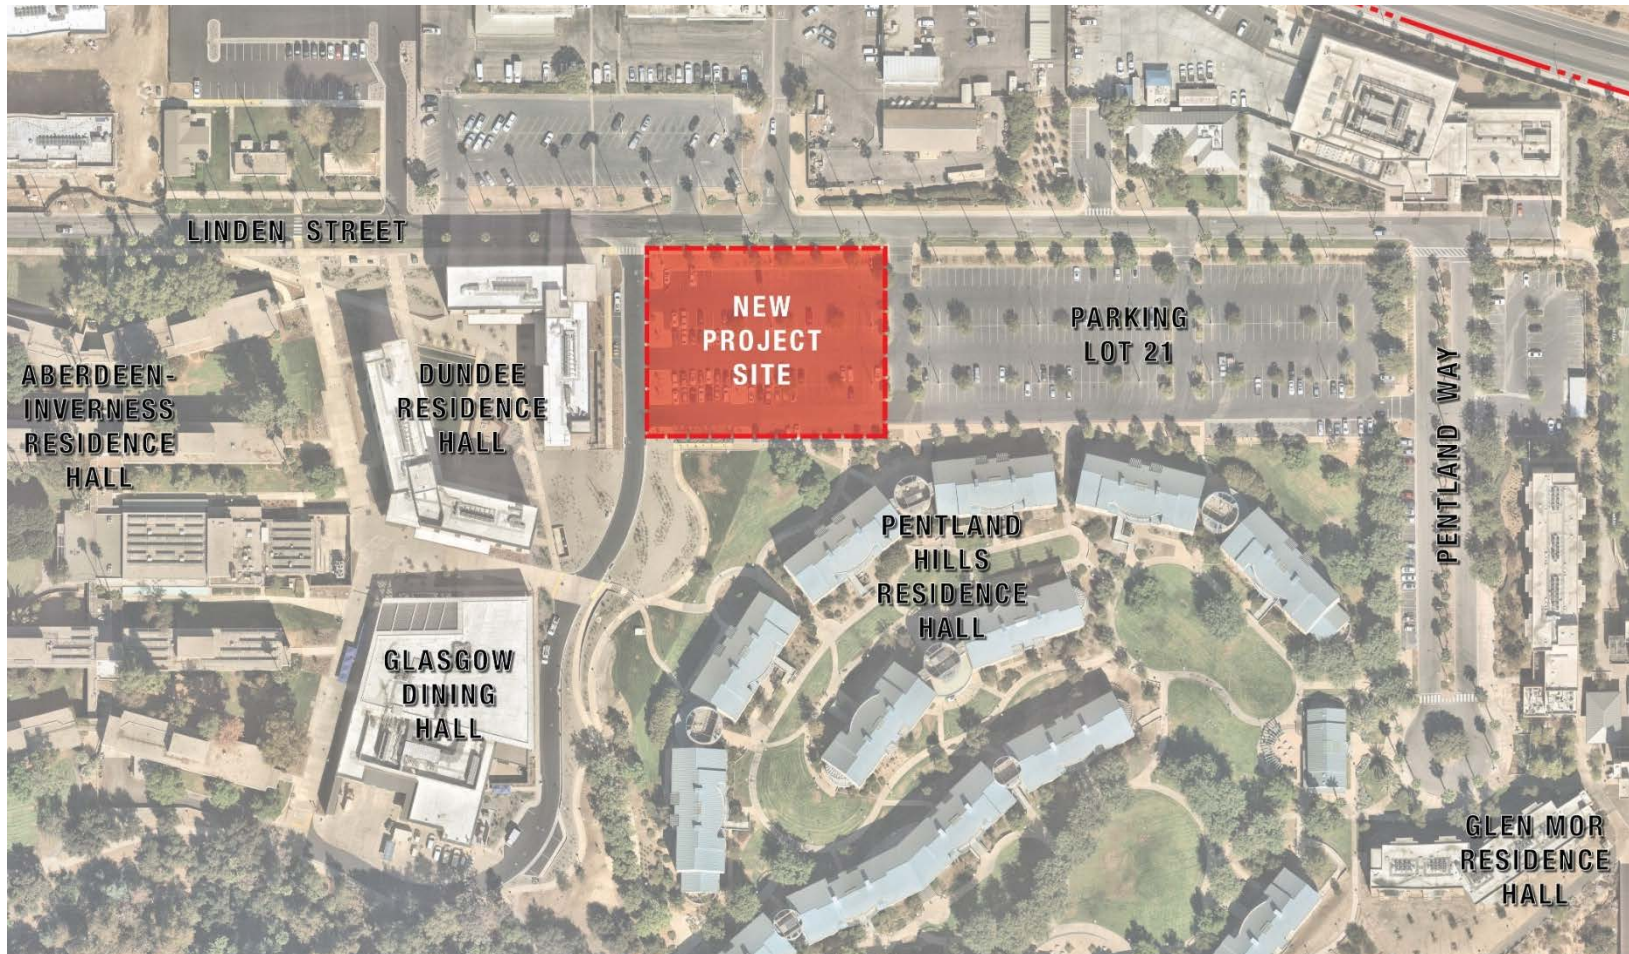 LINDEN STREET
NEW
PROJECT
SITE
PARKING
LOT 21
ABERDEEN-
INVERNESS
RESIDENCE
HALL
DUNDEE
RESIDENCE
HALL
PENTLAND WAY
PENTLAND
HILLS
RESIDENCE
HALL
GLASGOW
DINING
HALL
GLEN MOR
RESIDENCE
HALL